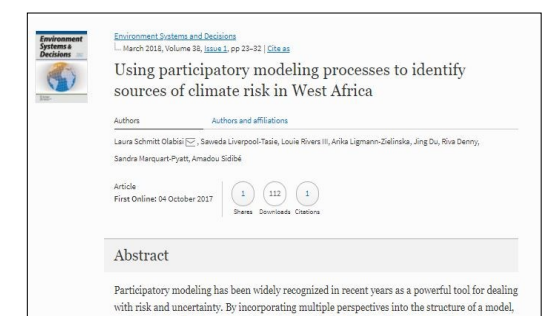 Environment
Systems &
Decisions
Environment Systems and Decisions
March 2018, Volume 38, Issue 1, pp 23–32 | Cite as
Using participatory modeling processes to identify
sources of climate risk in West Africa
Authors
Authors and affiliations
Laura Schmitt Olabisi, Saweda Liverpool-Tasie, Louie Rivers III, Arika Ligmann-Zielinska, Jing Du, Riva Denny,
Sandra Marquart-Pyatt, Amadou Sidibé
Article
First Online: 04 October 2017
1
Shares
112
Downloads
1
Citations
Abstract
Participatory modeling has been widely recognized in recent years as a powerful tool for dealing
with risk and uncertainty. By incorporating multiple perspectives into the structure of a model,